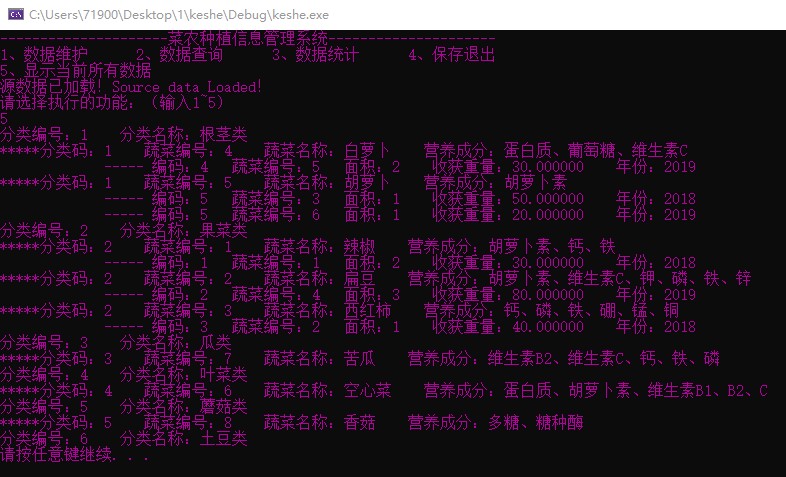 C:\Users\71900\Desktop\1\keshe\Debug\keshe.exe
---------------------菜农种植信息管理系统---------------------
1、数据维护      2、数据查询      3、数据统计      4、保存退出
5、显示当前所有数据
源数据已加载! Source data Loaded!
请选择执行的功能: (输入1~5)
5
分类编号: 1    分类名称: 根茎类
*****分类码: 1    蔬菜编号: 4    蔬菜名称: 白萝卜    营养成分: 蛋白质、葡萄糖、维生素C
----- 编码: 4   蔬菜编号: 5   面积: 2    收获重量: 30.000000    年份: 2019
*****分类码: 1    蔬菜编号: 5    蔬菜名称: 胡萝卜    营养成分: 胡萝卜素
----- 编码: 5   蔬菜编号: 3   面积: 1    收获重量: 50.000000    年份: 2018
----- 编码: 5   蔬菜编号: 6   面积: 1    收获重量: 20.000000    年份: 2019
分类编号: 2    分类名称: 果菜类
*****分类码: 2    蔬菜编号: 1    蔬菜名称: 辣椒    营养成分: 胡萝卜素、钙、铁
----- 编码: 1   蔬菜编号: 1   面积: 2    收获重量: 30.000000    年份: 2018
*****分类码: 2    蔬菜编号: 2    蔬菜名称: 扁豆    营养成分: 胡萝卜素、维生素C、钾、磷、铁、锌
----- 编码: 2   蔬菜编号: 4   面积: 3    收获重量: 80.000000    年份: 2019
*****分类码: 2    蔬菜编号: 3    蔬菜名称: 西红柿    营养成分: 钙、磷、铁、硼、锰、铜
----- 编码: 3   蔬菜编号: 2   面积: 1    收获重量: 40.000000    年份: 2018
分类编号: 3    分类名称: 瓜类
*****分类码: 3    蔬菜编号: 7    蔬菜名称: 苦瓜    营养成分: 维生素B2、维生素C、钙、铁、磷
分类编号: 4    分类名称: 叶菜类
*****分类码: 4    蔬菜编号: 6    蔬菜名称: 空心菜    营养成分: 蛋白质、胡萝卜素、维生素B1、B2、C
分类编号: 5    分类名称: 蘑菇类
*****分类码: 5    蔬菜编号: 8    蔬菜名称: 香菇    营养成分: 多糖、糖种酶
分类编号: 6    分类名称: 土豆类
请按任意键继续. . .